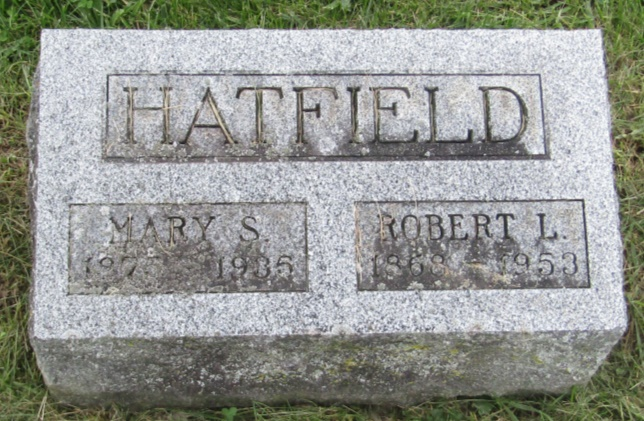 HATFIELD
MARY S.
1935
ROBERT L.
1868 – 1953